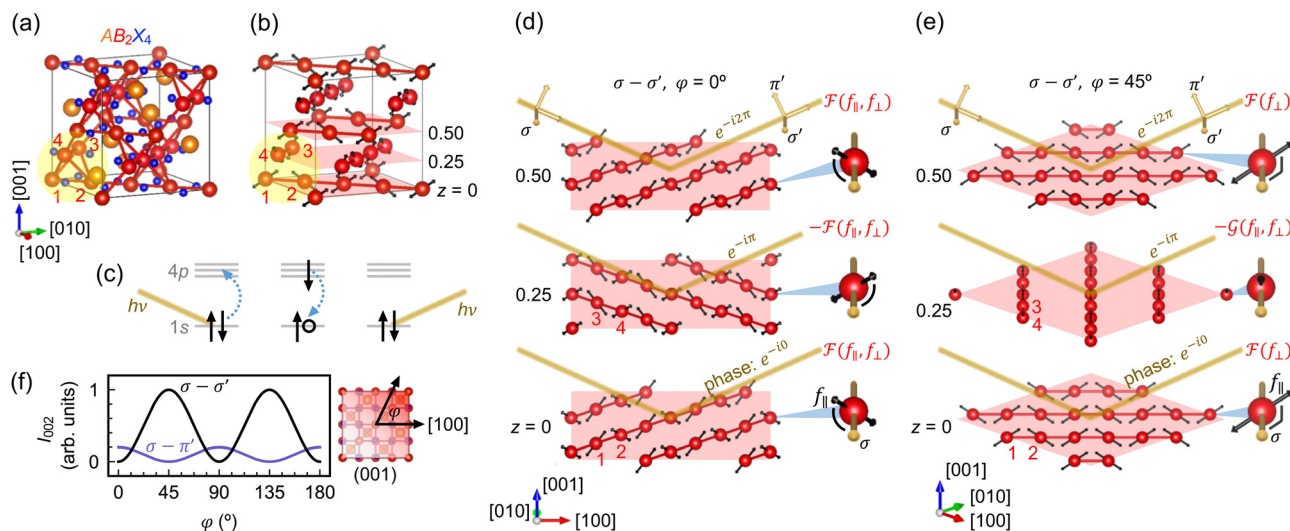 (a)
AB₂X₄
4
3
1
2
[001]
[010]
[100]
(b)
4
3
1
2
0.50
0.25
z = 0
(c)
4p
hν
1s
hν
(f)
I₀₀₂
(arb. units)
1
0
σ – σ′
σ – π′
0 45 90 135 180
φ (º)
φ
[100]
(001)
(d)
σ – σ′, φ = 0º
σ
π′
σ′
e^{-i2π}
ℱ(f∥, f⊥)
0.50
e^{-iπ}
−ℱ(f∥, f⊥)
0.25
3
4
phase: e^{-i0}
ℱ(f∥, f⊥)
f∥
σ
z = 0
1
2
[001]
[010]
[100]
(e)
σ – σ′, φ = 45º
σ
π′
σ′
e^{-i2π}
ℱ(f⊥)
0.50
e^{-iπ}
−𝒢(f∥, f⊥)
0.25
3
4
phase: e^{-i0}
ℱ(f⊥)
f∥
σ
z = 0
1 2
[001]
[010]
[100]